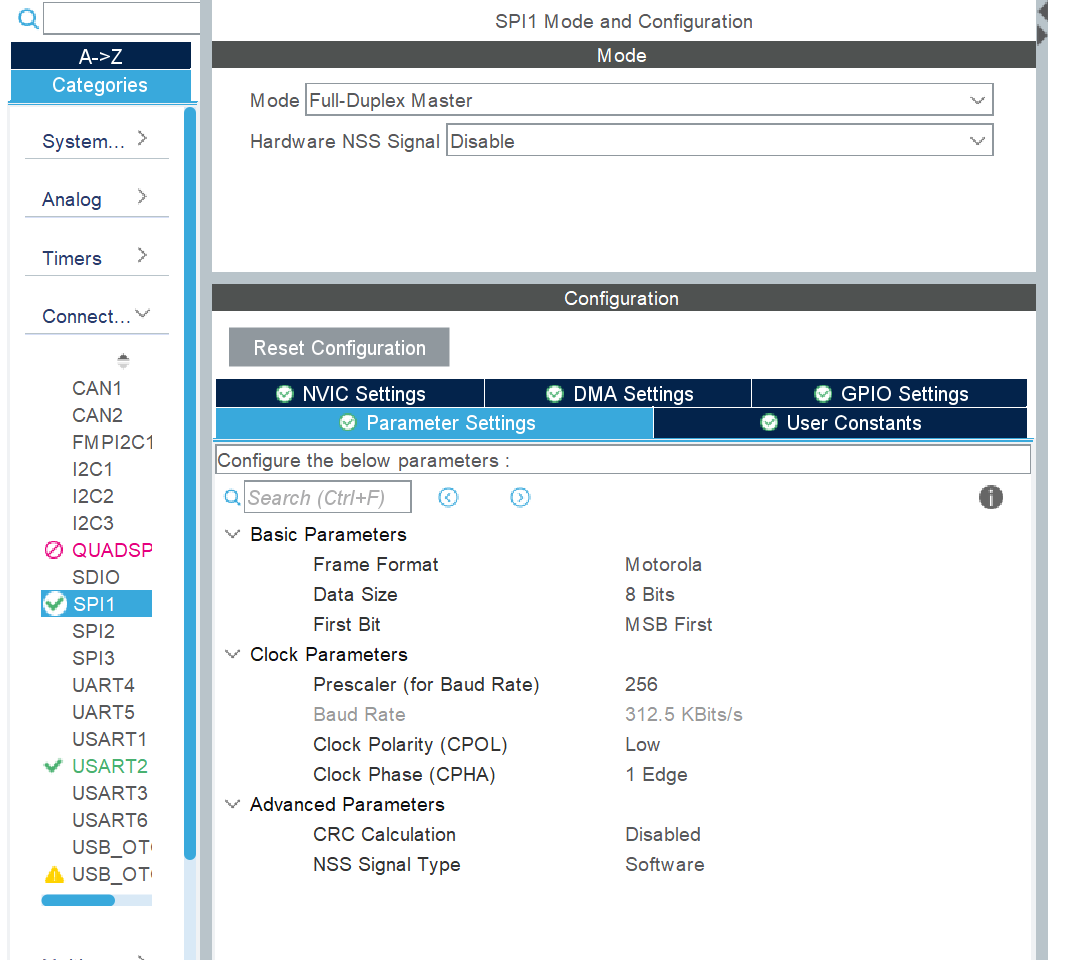 A->Z
Categories
System...
Analog
Timers
Connect...
CAN1
CAN2
FMPI2C1
I2C1
I2C2
I2C3
QUADSP
SDIO
SPI1
SPI2
SPI3
UART4
UART5
USART1
USART2
USART3
USART6
USB_OT
USB_OT
SPI1 Mode and Configuration
Mode
Mode Full-Duplex Master
Hardware NSS Signal Disable
Configuration
Reset Configuration
NVIC Settings DMA Settings GPIO Settings
Parameter Settings User Constants
Configure the below parameters :
Search (Ctrl+F)
Basic Parameters
Frame Format Motorola
Data Size 8 Bits
First Bit MSB First
Clock Parameters
Prescaler (for Baud Rate) 256
Baud Rate 312.5 KBits/s
Clock Polarity (CPOL) Low
Clock Phase (CPHA) 1 Edge
Advanced Parameters
CRC Calculation Disabled
NSS Signal Type Software